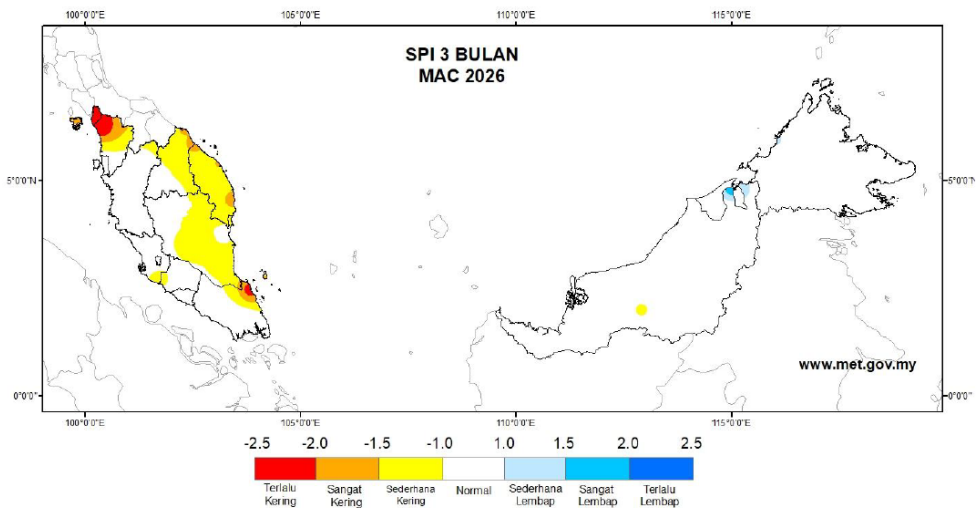 100°0'0"E 105°0'0"E 110°0'0"E 115°0'0"E
SPI 3 BULAN
MAC 2026
5°0'0"N 5°0'0"N
www.met.gov.my
0°0'0" 0°0'0"
100°0'0"E 105°0'0"E 110°0'0"E 115°0'0"E
-2.5 -2.0 -1.5 -1.0 1.0 1.5 2.0 2.5
Terlalu Sangat Sederhana Normal Sederhana Sangat Terlalu
Kering Kering Kering Lembap Lembap Lembap